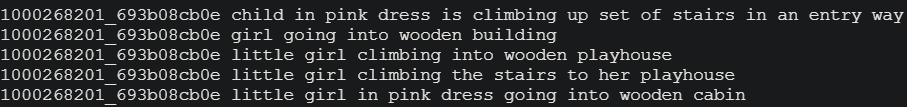 1000268201_693b08cb0e child in pink dress is climbing up set of stairs in an entry way
1000268201_693b08cb0e girl going into wooden building
1000268201_693b08cb0e little girl climbing into wooden playhouse
1000268201_693b08cb0e little girl climbing the stairs to her playhouse
1000268201_693b08cb0e little girl in pink dress going into wooden cabin